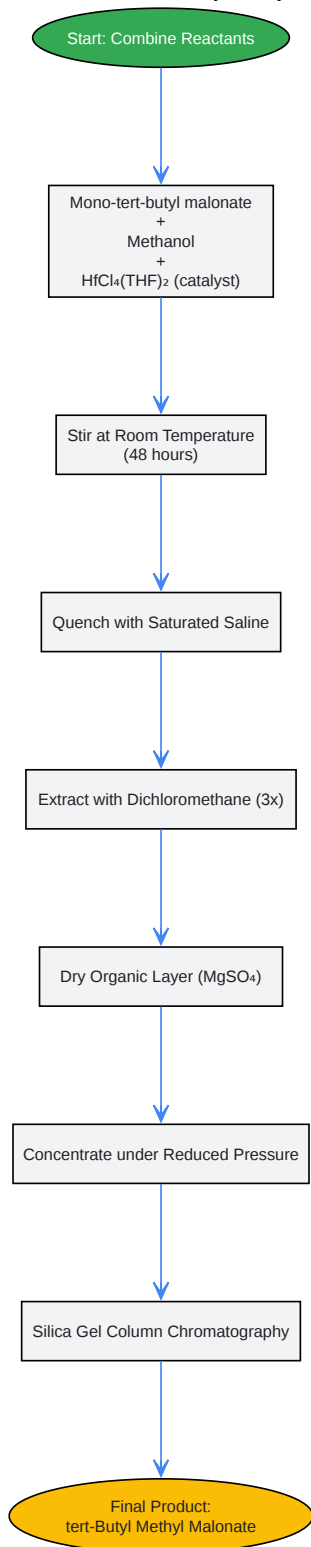 Start: Combine Reactants
Mono-tert-butyl malonate
+
Methanol
+
HfCl₄(THF)₂ (catalyst)
Stir at Room Temperature
(48 hours)
Quench with Saturated Saline
Extract with Dichloromethane (3x)
Dry Organic Layer (MgSO₄)
Concentrate under Reduced Pressure
Silica Gel Column Chromatography
Final Product:
tert-Butyl Methyl Malonate